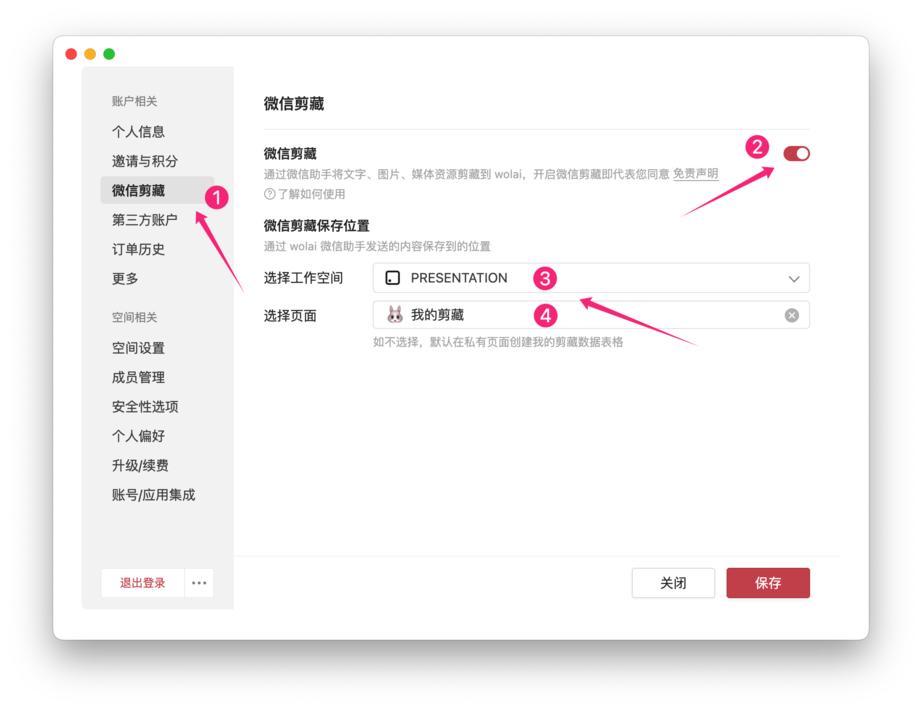 账户相关
个人信息
邀请与积分
微信剪藏
1
第三方账户
订单历史
更多
空间相关
空间设置
成员管理
安全性选项
个人偏好
升级/续费
账号/应用集成
退出登录
微信剪藏
微信剪藏
2
通过微信助手将文字、图片、媒体资源剪藏到 wolai，开启微信剪藏即代表您同意 免责声明
?了解如何使用
微信剪藏保存位置
通过 wolai 微信助手发送的内容保存到的位置
选择工作空间 PRESENTATION 3
选择页面 我的剪藏 4
如不选择，默认在私有页面创建我的剪藏数据表格
关闭 保存